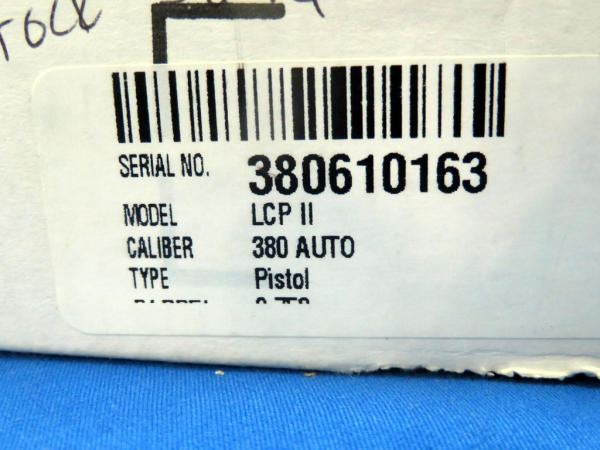 SERIAL NO. 380610163
MODEL LCP II
CALIBER 380 AUTO
TYPE Pistol